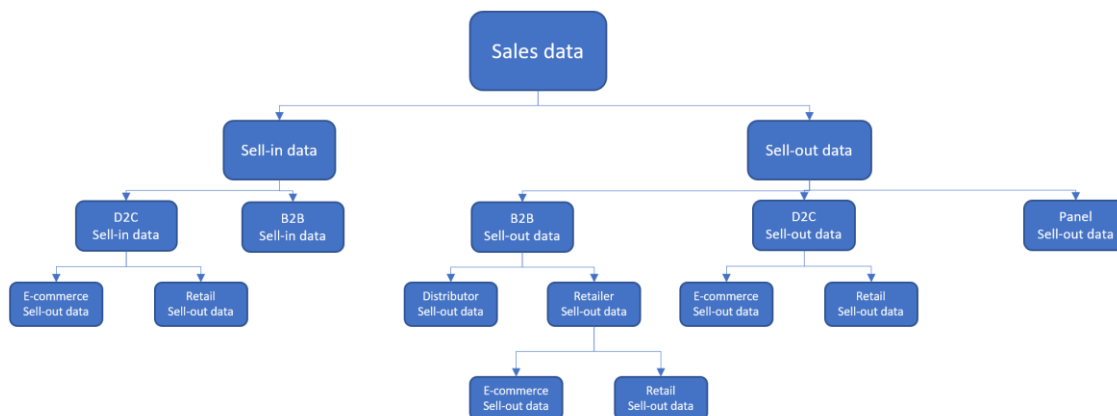 Sales data
Sell-in data
Sell-out data
D2C
Sell-in data
B2B
Sell-in data
B2B
Sell-out data
D2C
Sell-out data
Panel
Sell-out data
E-commerce
Sell-out data
Retail
Sell-out data
Distributor
Sell-out data
Retailer
Sell-out data
E-commerce
Sell-out data
Retail
Sell-out data
E-commerce
Sell-out data
Retail
Sell-out data